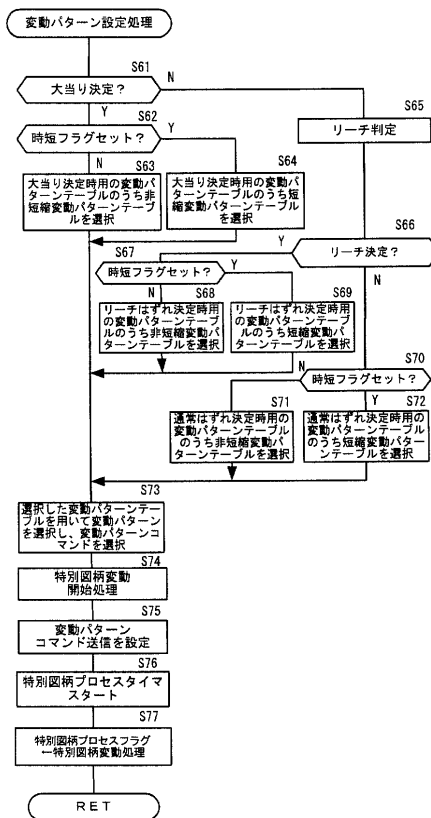 変動パターン設定処理
S61
大当り決定？
N
Y
S62
時短フラグセット？
Y
N
S63
大当り決定時用の変動パ
ターンテーブルのうち非
短縮変動パターンテーブ
ルを選択
S64
大当り決定時用の変動パ
ターンテーブルのうち短
縮変動パターンテーブル
を選択
S65
リーチ判定
S66
リーチ決定？
Y
N
S67
時短フラグセット？
Y
N
S68
リーチはずれ決定時用
の変動パターンテーブ
ルのうち非短縮変動パ
ターンテーブルを選択
S69
リーチはずれ決定時用
の変動パターンテーブ
ルのうち短縮変動パタ
ーンテーブルを選択
S70
時短フラグセット？
N
Y
S71
通常はずれ決定時用の
変動パターンテーブル
のうち非短縮変動パタ
ーンテーブルを選択
S72
通常はずれ決定時用の
変動パターンテーブル
のうち短縮変動パター
ンテーブルを選択
S73
選択した変動パターンテー
ブルを用いて変動パターン
を選択し、変動パターンコ
マンドを選択
S74
特別図柄変動
開始処理
S75
変動パターン
コマンド送信を設定
S76
特別図柄プロセスタイマ
スタート
S77
特別図柄プロセスフラグ
←特別図柄変動処理
RET